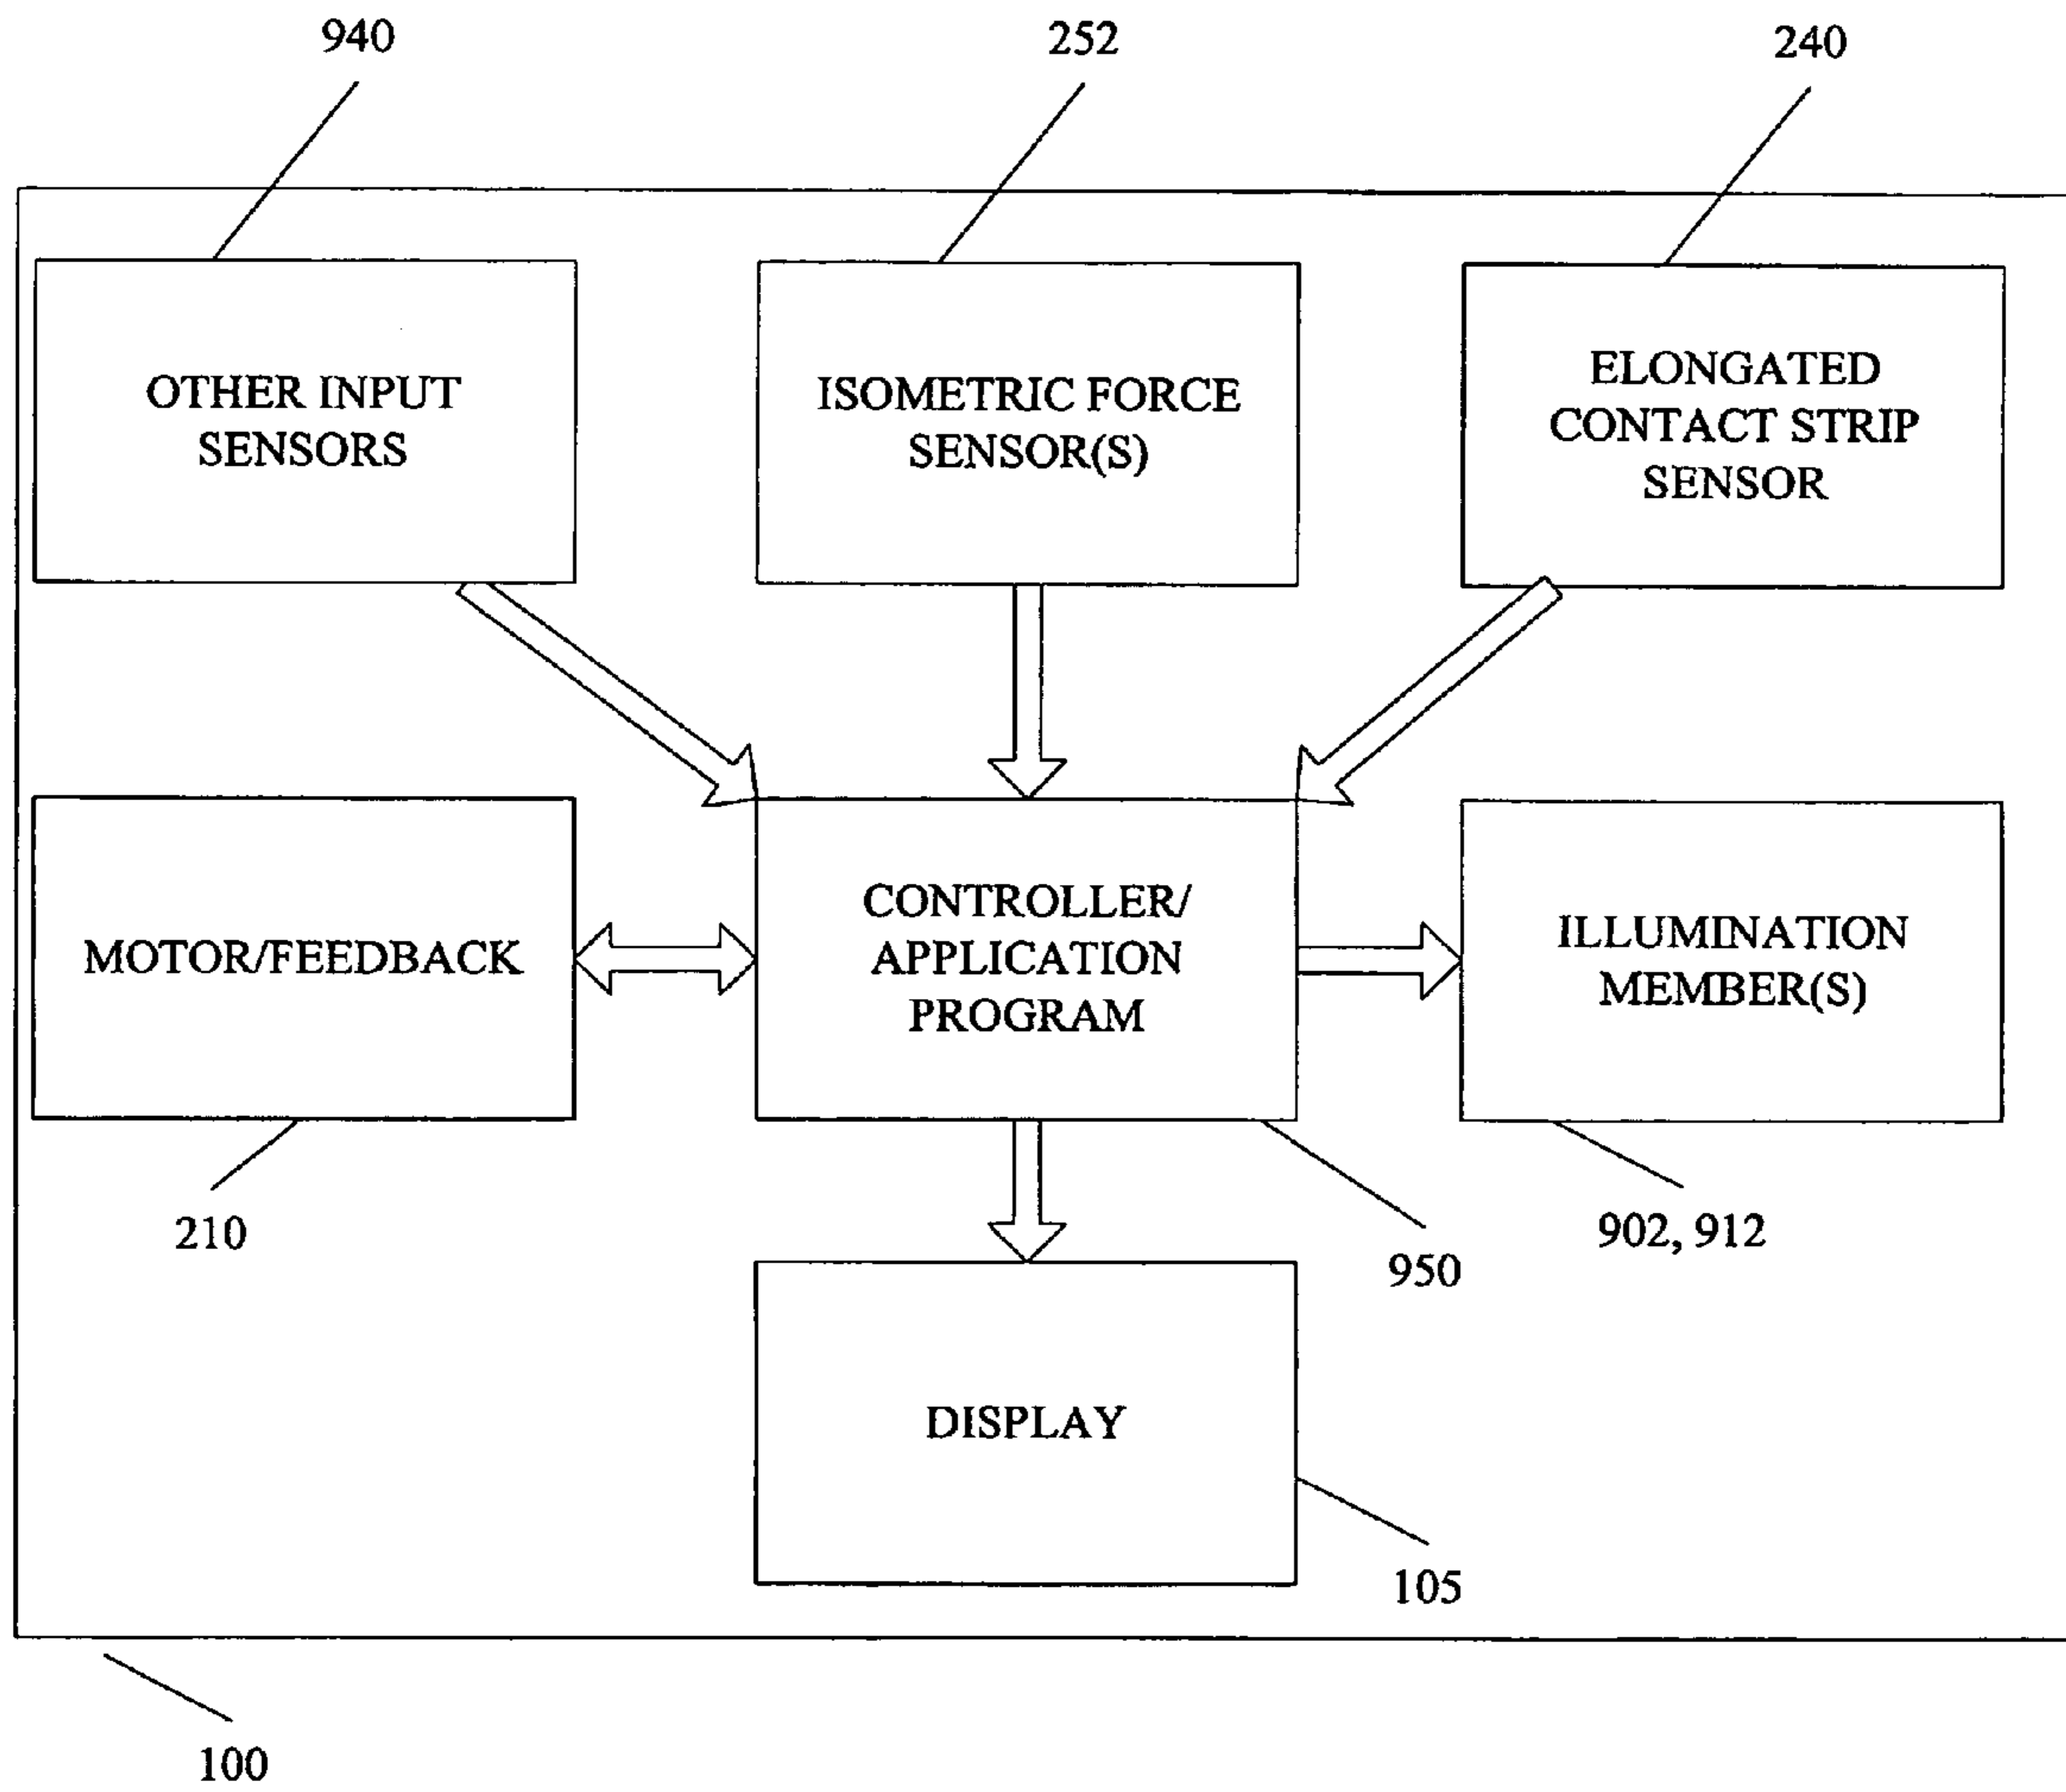 940
252
240
OTHER INPUT
SENSORS
ISOMETRIC FORCE
SENSOR(S)
ELONGATED
CONTACT STRIP
SENSOR
MOTOR/FEEDBACK
CONTROLLER/
APPLICATION
PROGRAM
ILLUMINATION
MEMBER(S)
210
950
902, 912
DISPLAY
105
100